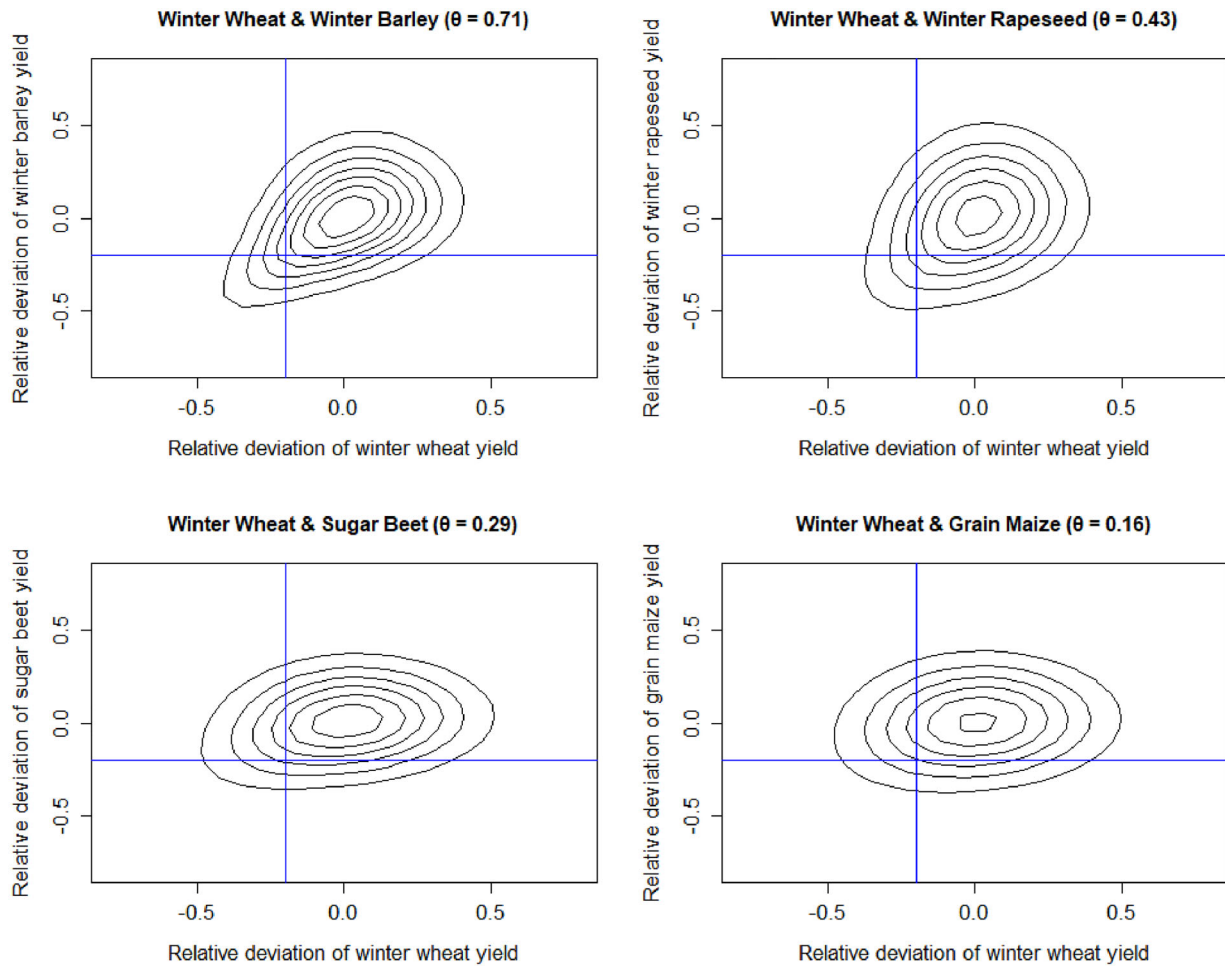 Winter Wheat & Winter Barley (θ = 0.71)
Relative deviation of winter barley yield
0.5
0.0
-0.5
-0.5 0.0 0.5
Relative deviation of winter wheat yield
Winter Wheat & Winter Rapeseed (θ = 0.43)
Relative deviation of winter rapeseed yield
0.5
0.0
-0.5
-0.5 0.0 0.5
Relative deviation of winter wheat yield
Winter Wheat & Sugar Beet (θ = 0.29)
Relative deviation of sugar beet yield
0.5
0.0
-0.5
-0.5 0.0 0.5
Relative deviation of winter wheat yield
Winter Wheat & Grain Maize (θ = 0.16)
Relative deviation of grain maize yield
0.5
0.0
-0.5
-0.5 0.0 0.5
Relative deviation of winter wheat yield